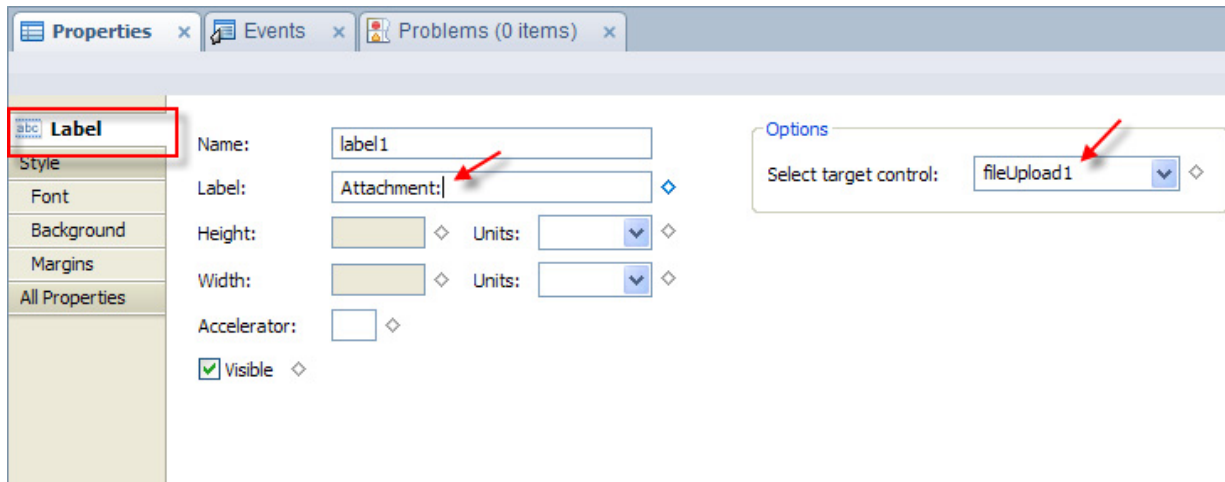 Properties
Events
Problems (0 items)
abc Label
Style
Font
Background
Margins
All Properties
Name: label1
Label: Attachment:
Height: Units:
Width: Units:
Accelerator:
Visible
Options
Select target control: fileUpload1